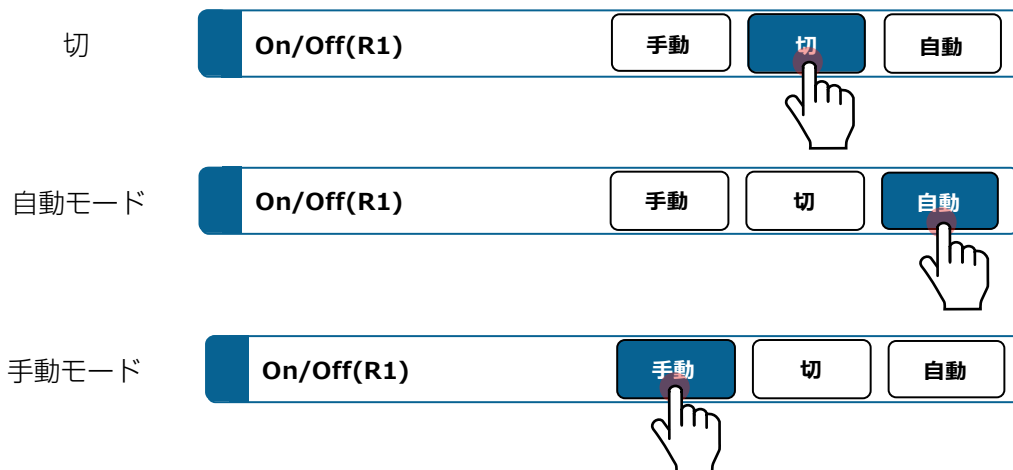 切 On/Off(R1) 手動 切 自動
自動モード On/Off(R1) 手動 切 自動
手動モード On/Off(R1) 手動 切 自動